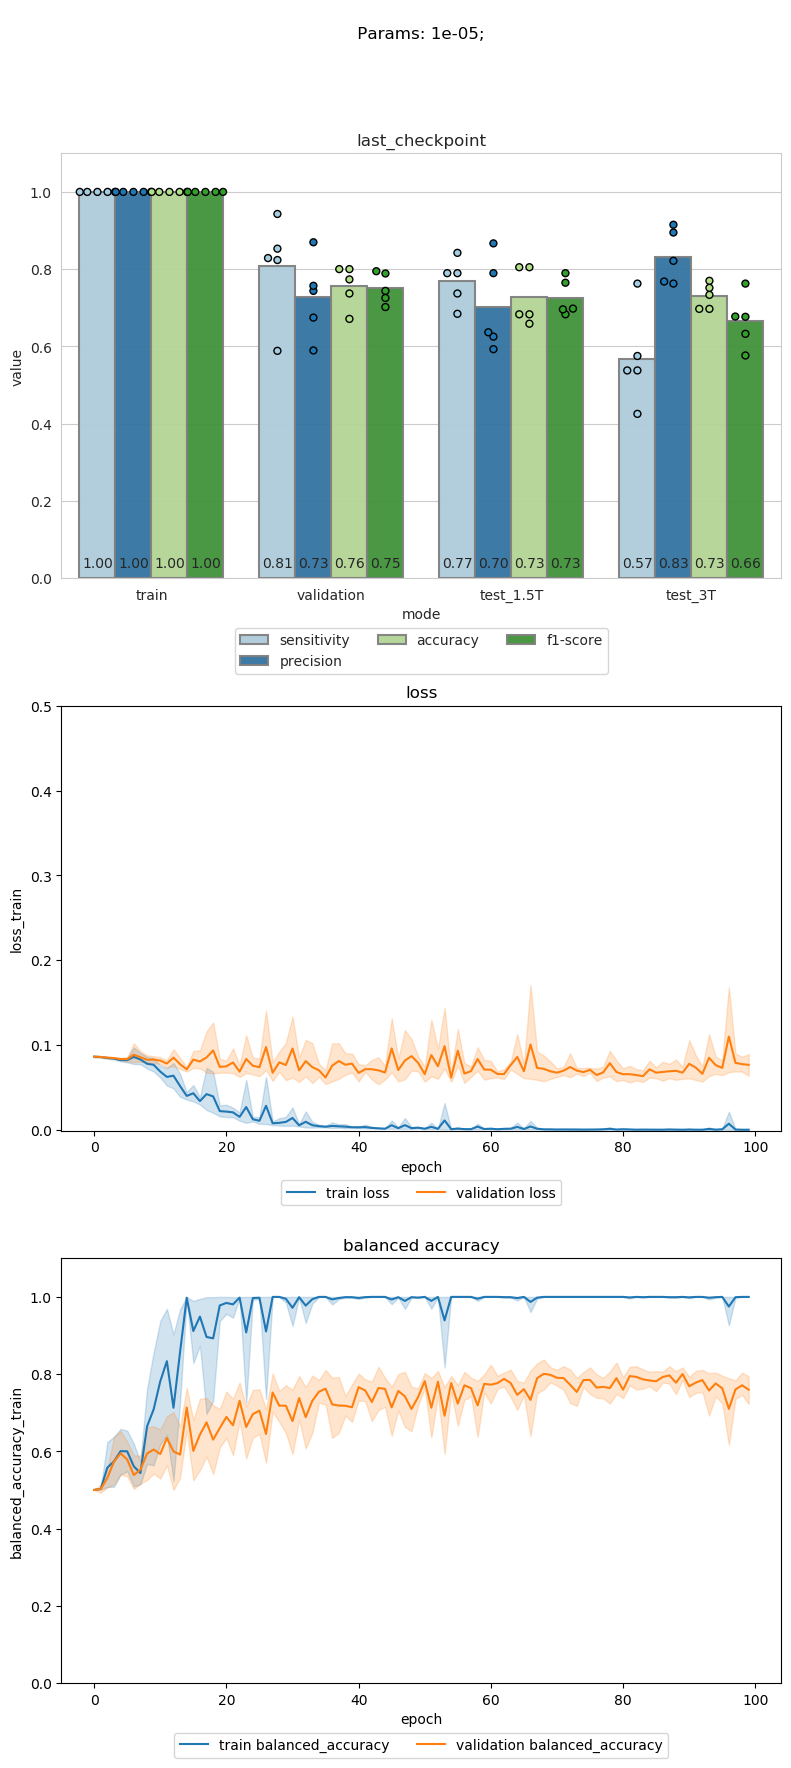 Params: 1e-05;
last_checkpoint
value
1.0
0.8
0.6
0.4
0.2
0.0
1.00 1.00 1.00 1.00 0.81 0.73 0.76 0.75 0.77 0.70 0.73 0.73 0.57 0.83 0.73 0.66
train validation test_1.5T test_3T
mode
sensitivity accuracy f1-score
precision
loss
loss_train
0.5
0.4
0.3
0.2
0.1
0.0
0 20 40 60 80 100
epoch
train loss validation loss
balanced accuracy
balanced_accuracy_train
1.0
0.8
0.6
0.4
0.2
0.0
0 20 40 60 80 100
epoch
train balanced_accuracy validation balanced_accuracy